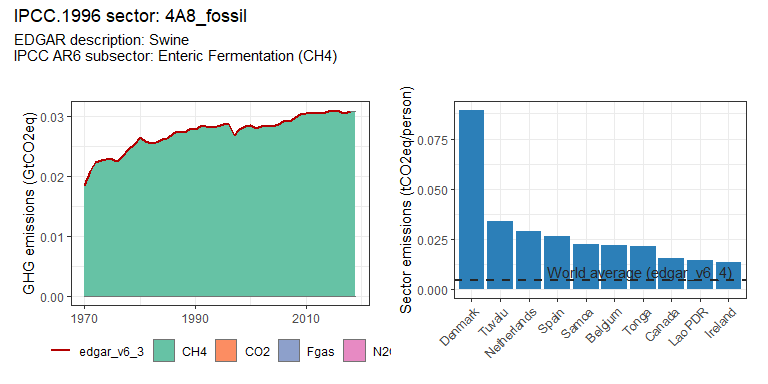 IPCC.1996 sector: 4A8_fossil
EDGAR description: Swine
IPCC AR6 subsector: Enteric Fermentation (CH4)
GHG emissions (GtCO2eq)
0.03
0.02
0.01
0.00
1970
1990
2010
edgar_v6_3
CH4
CO2
Fgas
N2
Sector emissions (tCO2eq/person)
0.075
0.050
0.025
0.000
World average (edgar_v6_4)
Denmark
Tuvalu
Netherlands
Spain
Samoa
Belgium
Tonga
Canada
Lao PDR
Ireland